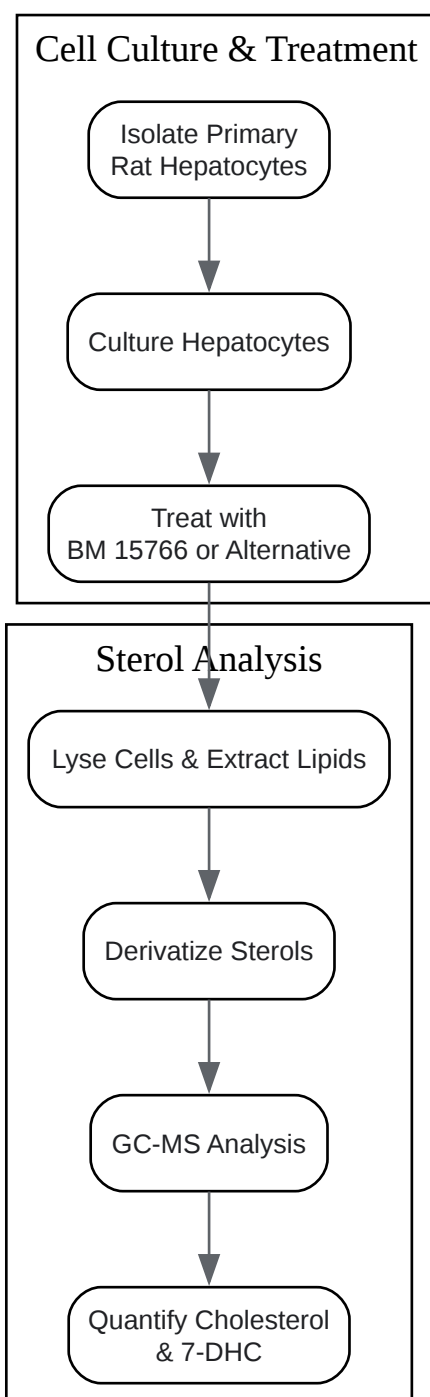 Cell Culture & Treatment
Isolate Primary
Rat Hepatocytes
Culture Hepatocytes
Treat with
BM 15766 or Alternative
Sterol Analysis
Lyse Cells & Extract Lipids
Derivatize Sterols
GC-MS Analysis
Quantify Cholesterol
& 7-DHC